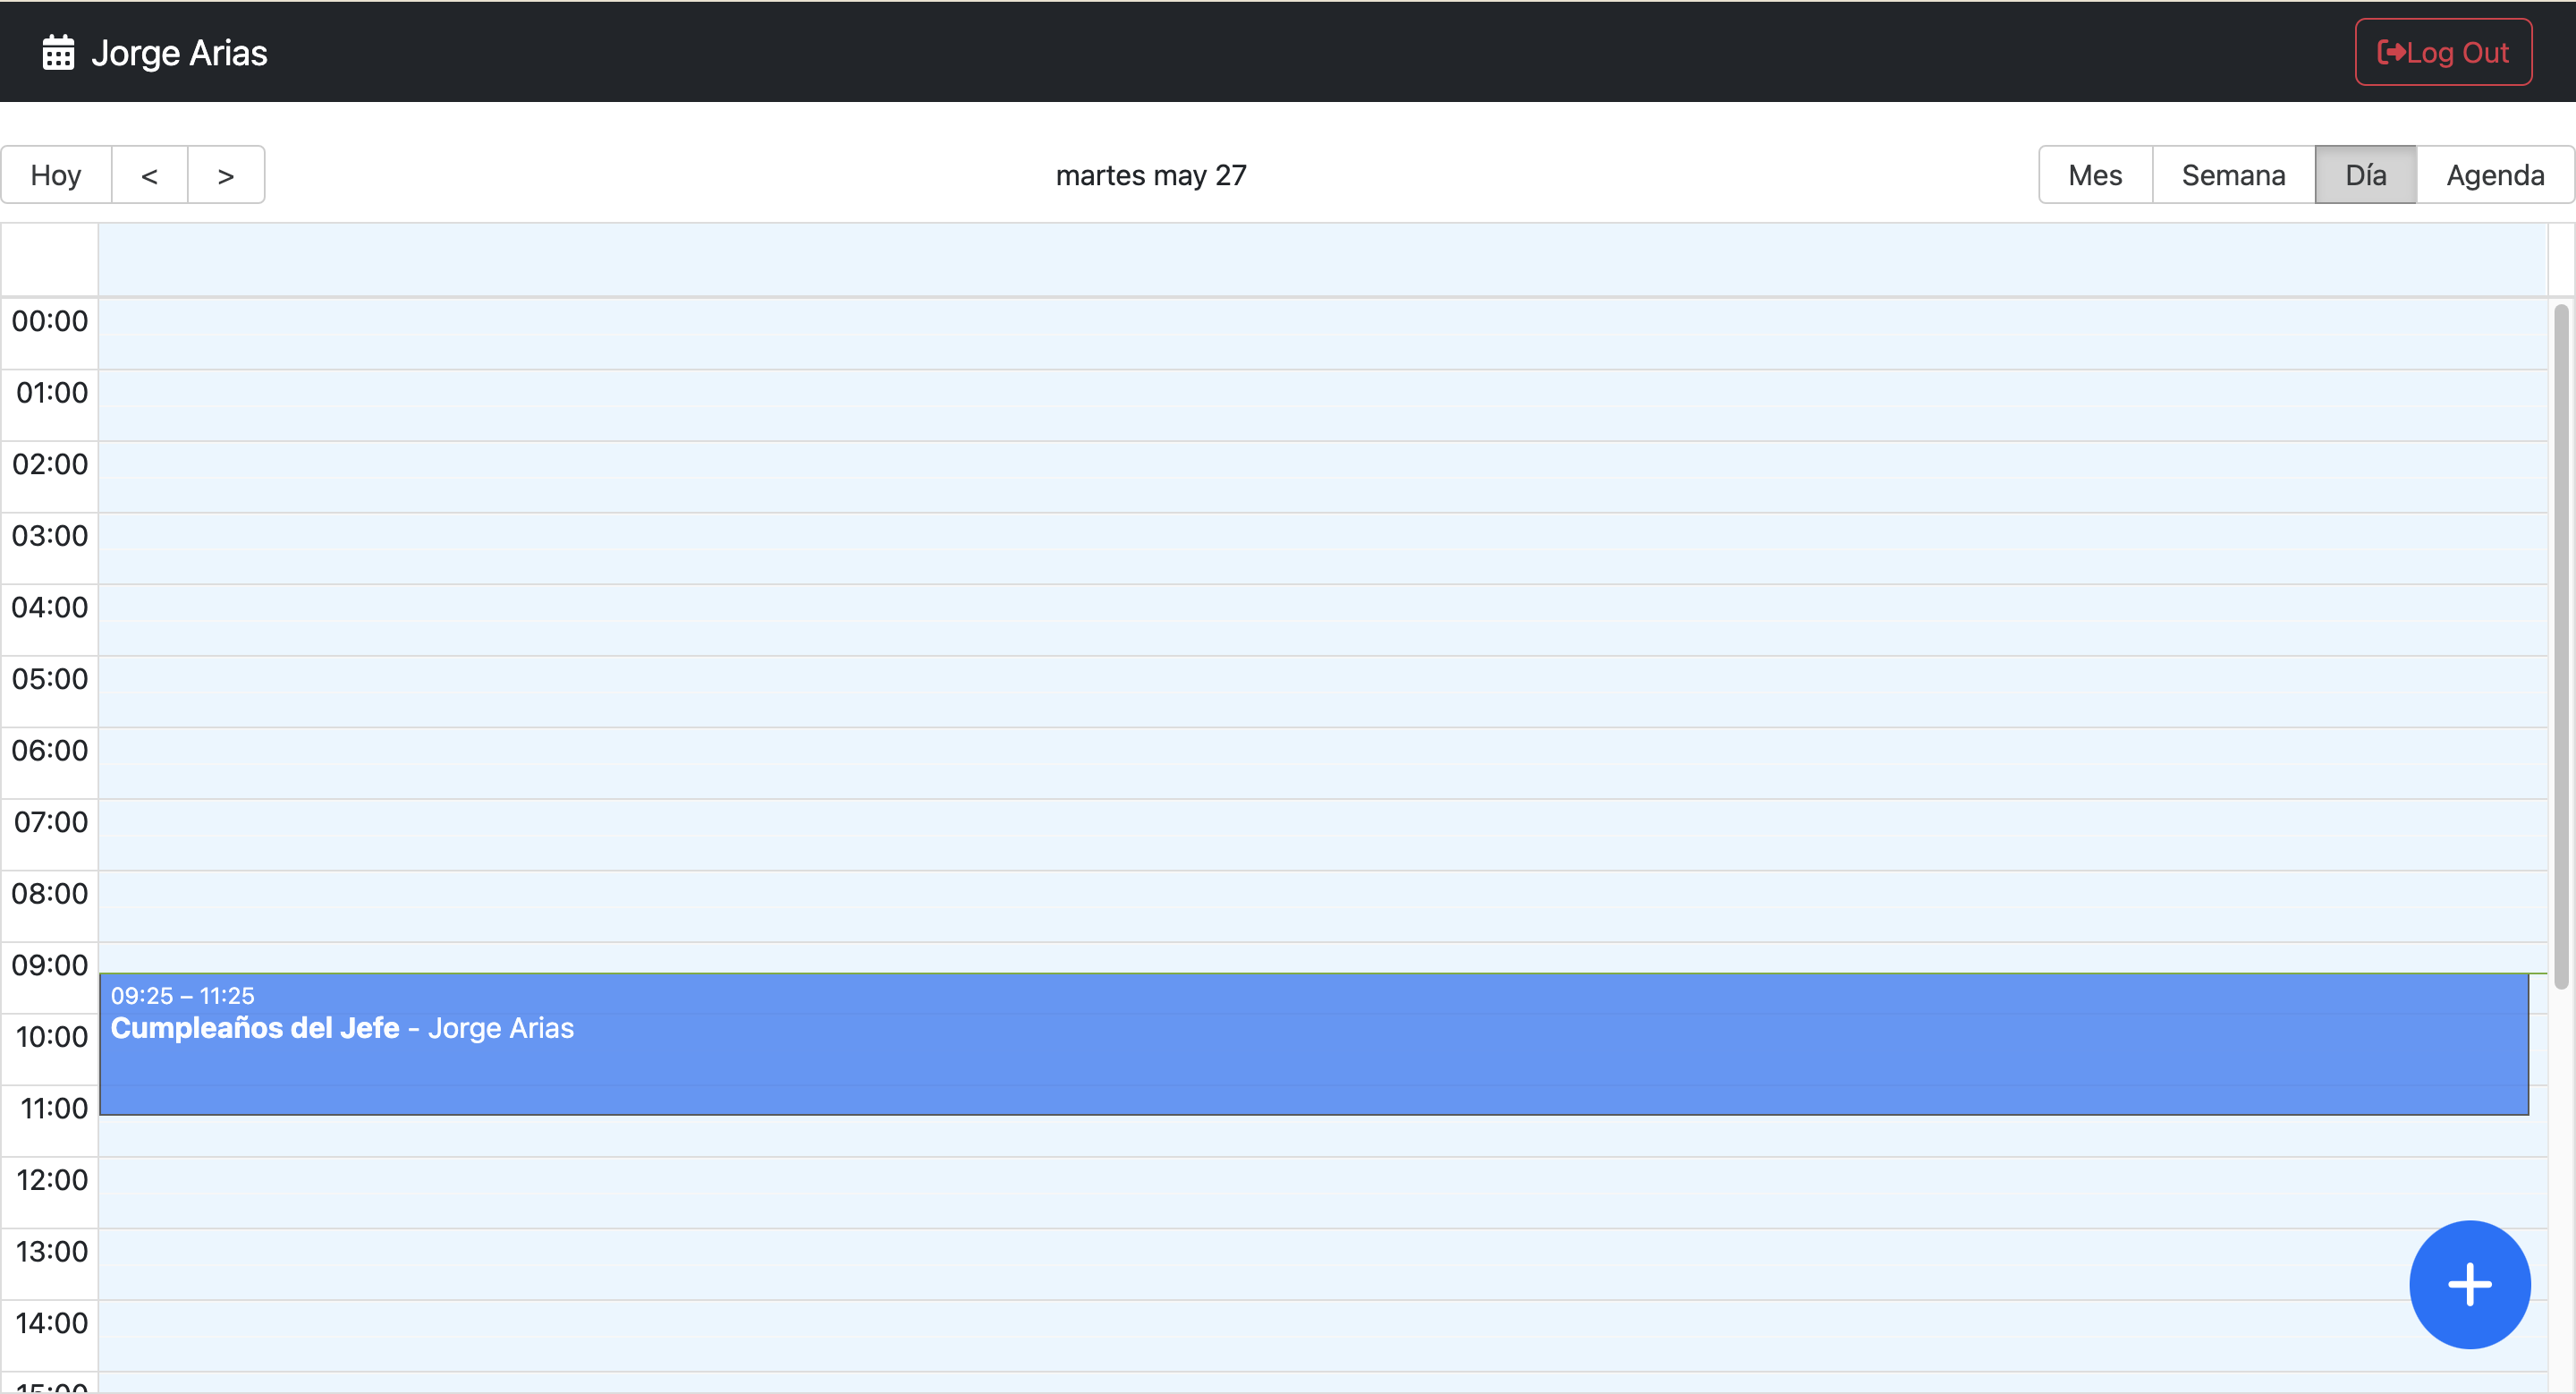 Jorge Arias
Log Out
Hoy < >
martes may 27
Mes Semana Día Agenda
00:00
01:00
02:00
03:00
04:00
05:00
06:00
07:00
08:00
09:00
09:25 – 11:25
Cumpleaños del Jefe - Jorge Arias
10:00
11:00
12:00
13:00
14:00
15:00